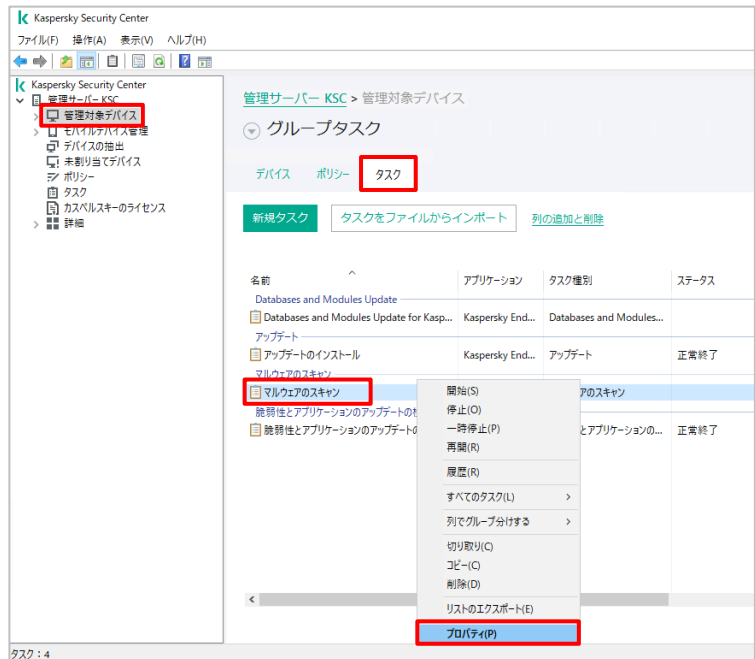 Kaspersky Security Center
ファイル(F) 操作(A) 表示(V) ヘルプ(H)
Kaspersky Security Center
管理サーバー KSC
管理対象デバイス
モバイルデバイス管理
デバイスの抽出
未割り当てデバイス
ポリシー
タスク
カスペルスキーのライセンス
詳細
管理サーバー KSC > 管理対象デバイス
グループタスク
デバイス ポリシー タスク
新規タスク タスクをファイルからインポート 列の追加と削除
名前 アプリケーション タスク種別 ステータス
Databases and Modules Update
Databases and Modules Update for Kasp... Kaspersky End... Databases and Modules...
アップデート
アップデートのインストール Kaspersky End... アップデート 正常終了
マルウェアのスキャン
マルウェアのスキャン アのスキャン
脆弱性とアプリケーションのアップデートの
脆弱性とアプリケーションのアップデートの とアプリケーションの... 正常終了
開始(S)
停止(O)
一時停止(P)
再開(R)
履歴(R)
すべてのタスク(L)
列でグループ分けする
切り取り(C)
コピー(C)
削除(D)
リストのエクスポート(E)
プロパティ(P)
タスク：4